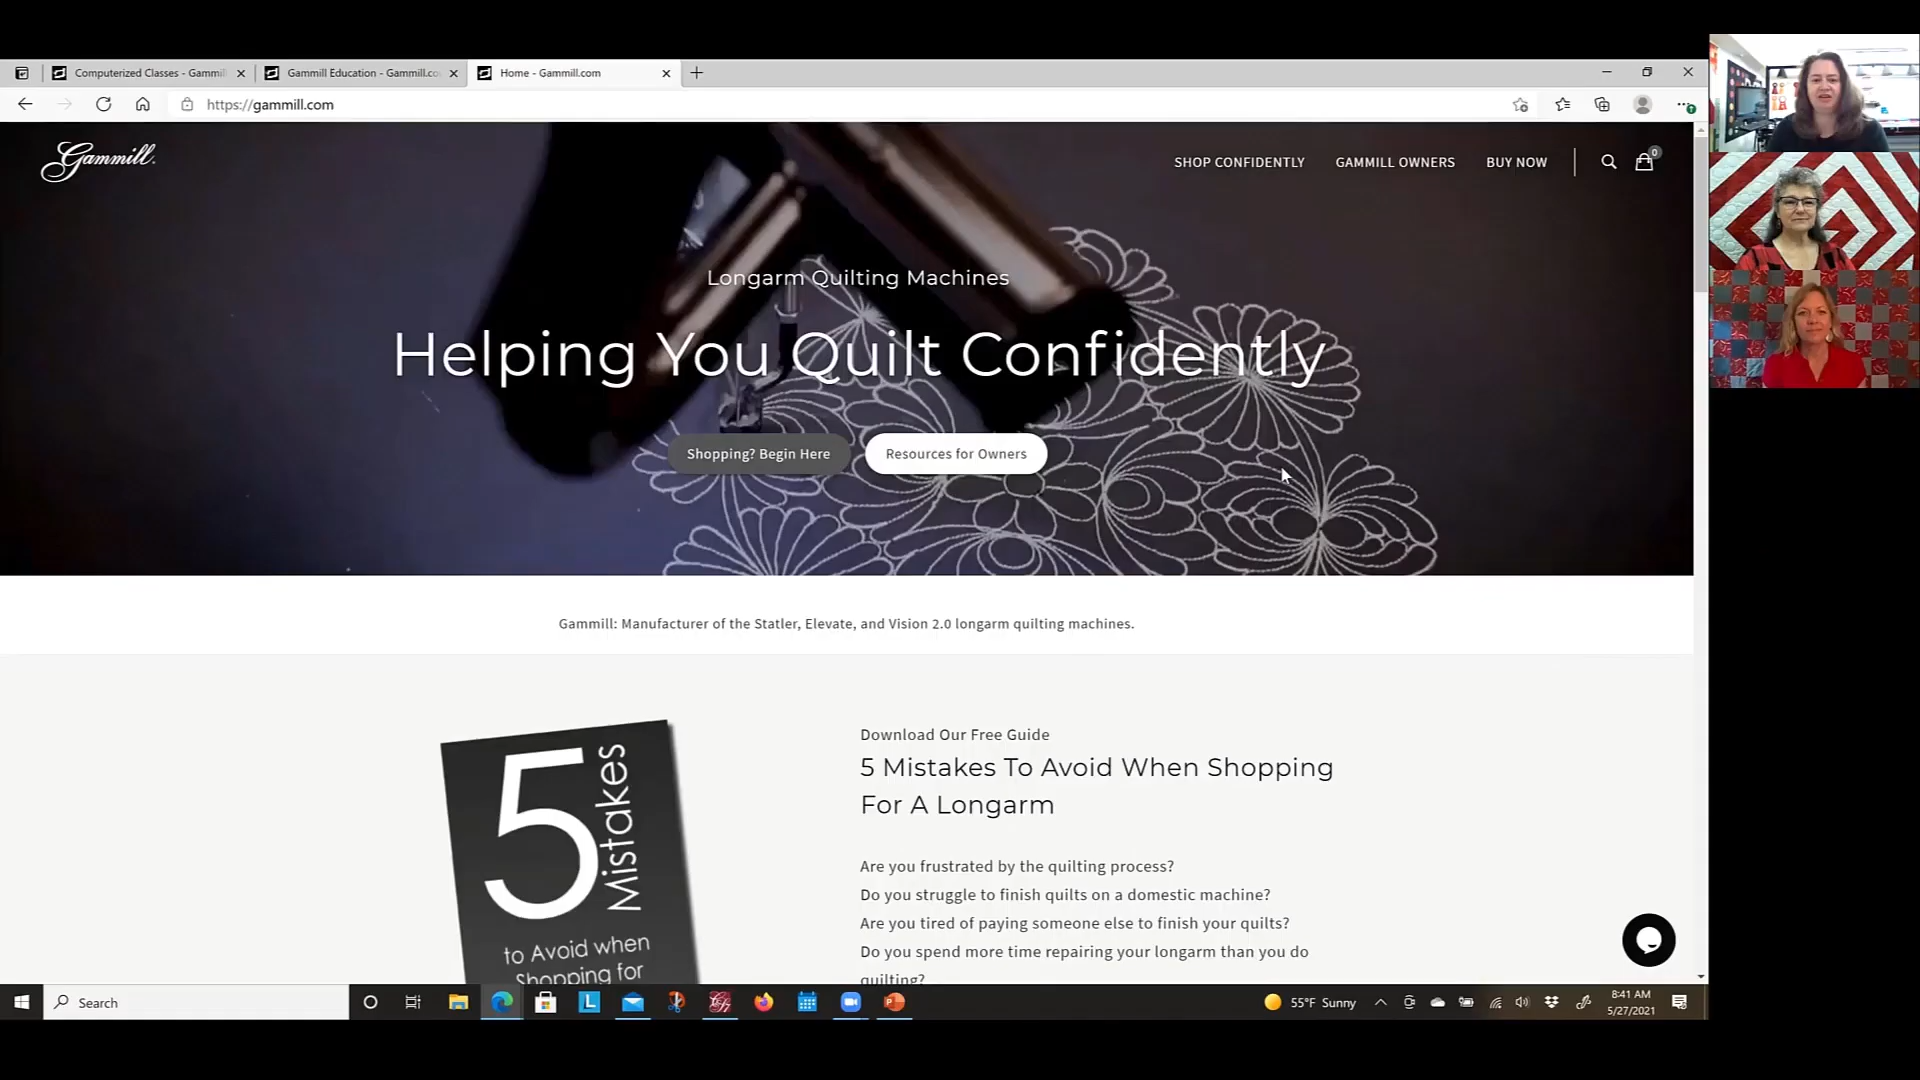 Computerized Classes - Gammil
Gammill Education - Gammill.co
Home - Gammill.com
https://gammill.com
Gammill.
SHOP CONFIDENTLY
GAMMILL OWNERS
BUY NOW
0
Longarm Quilting Machines
Helping You Quilt Confidently
Shopping? Begin Here
Resources for Owners
Gammill: Manufacturer of the Statler, Elevate, and Vision 2.0 longarm quilting machines.
5 Mistakes
to Avoid when
Shopping for
Download Our Free Guide
5 Mistakes To Avoid When Shopping
For A Longarm
Are you frustrated by the quilting process?
Do you struggle to finish quilts on a domestic machine?
Are you tired of paying someone else to finish your quilts?
Do you spend more time repairing your longarm than you do
quilting?
Search
L
55°F Sunny
8:41 AM
5/27/2021